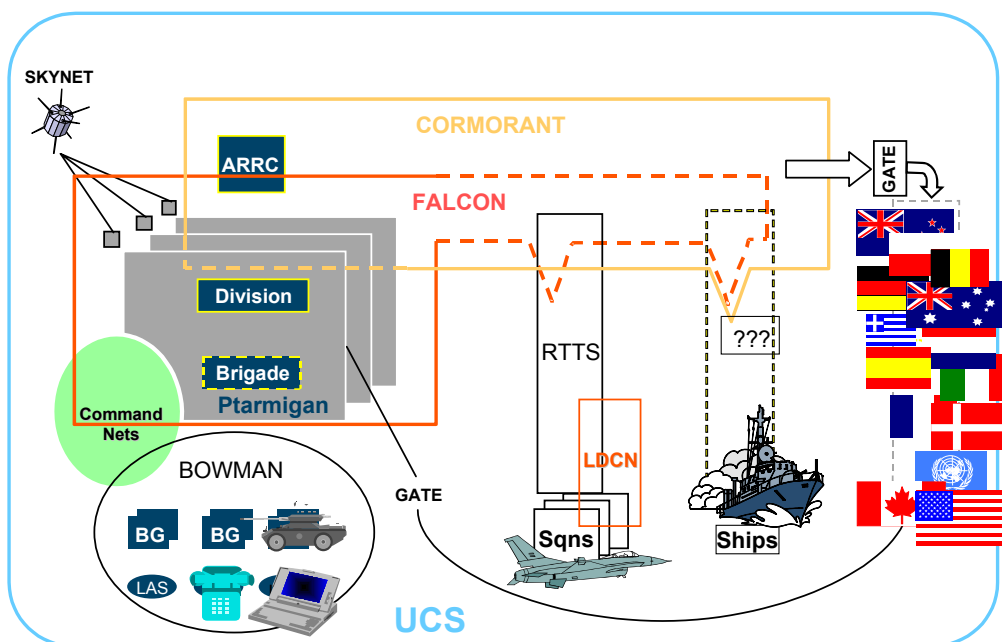 SKYNET
CORMORANT
ARRC
GATE
FALCON
Division
???
RTTS
Brigade
Ptarmigan
Command
Nets
LDCN
BOWMAN
GATE
BG
BG
Sqns
Ships
LAS
UCS